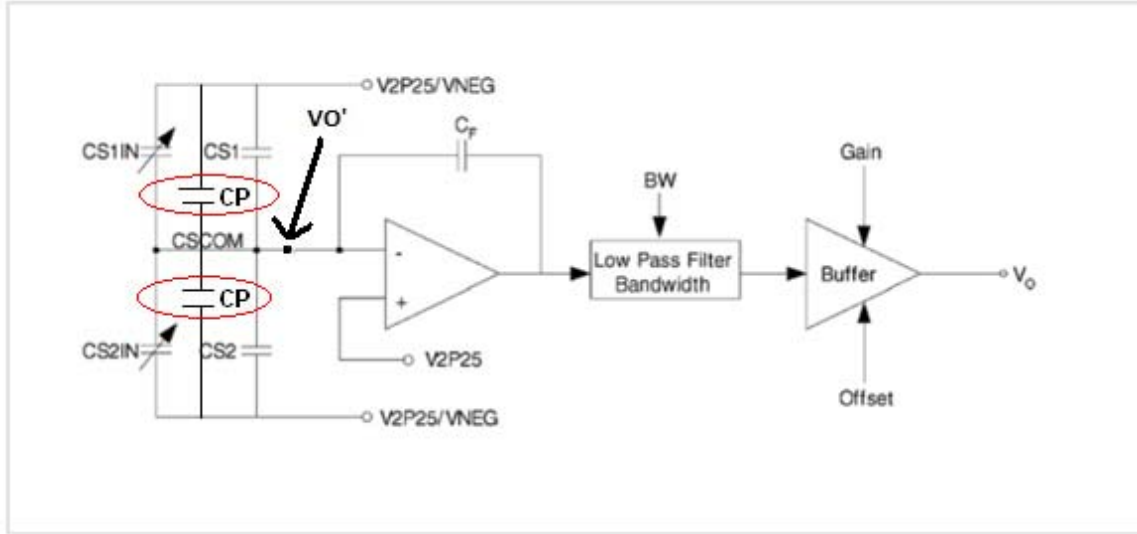 V2P25/VNEG
VO'
CF
CS1IN
CS1
Gain
BW
CP
CSCOM
-
Low Pass Filter
Bandwidth
Buffer
VO
+
CP
CS2IN
CS2
V2P25
Offset
V2P25/VNEG